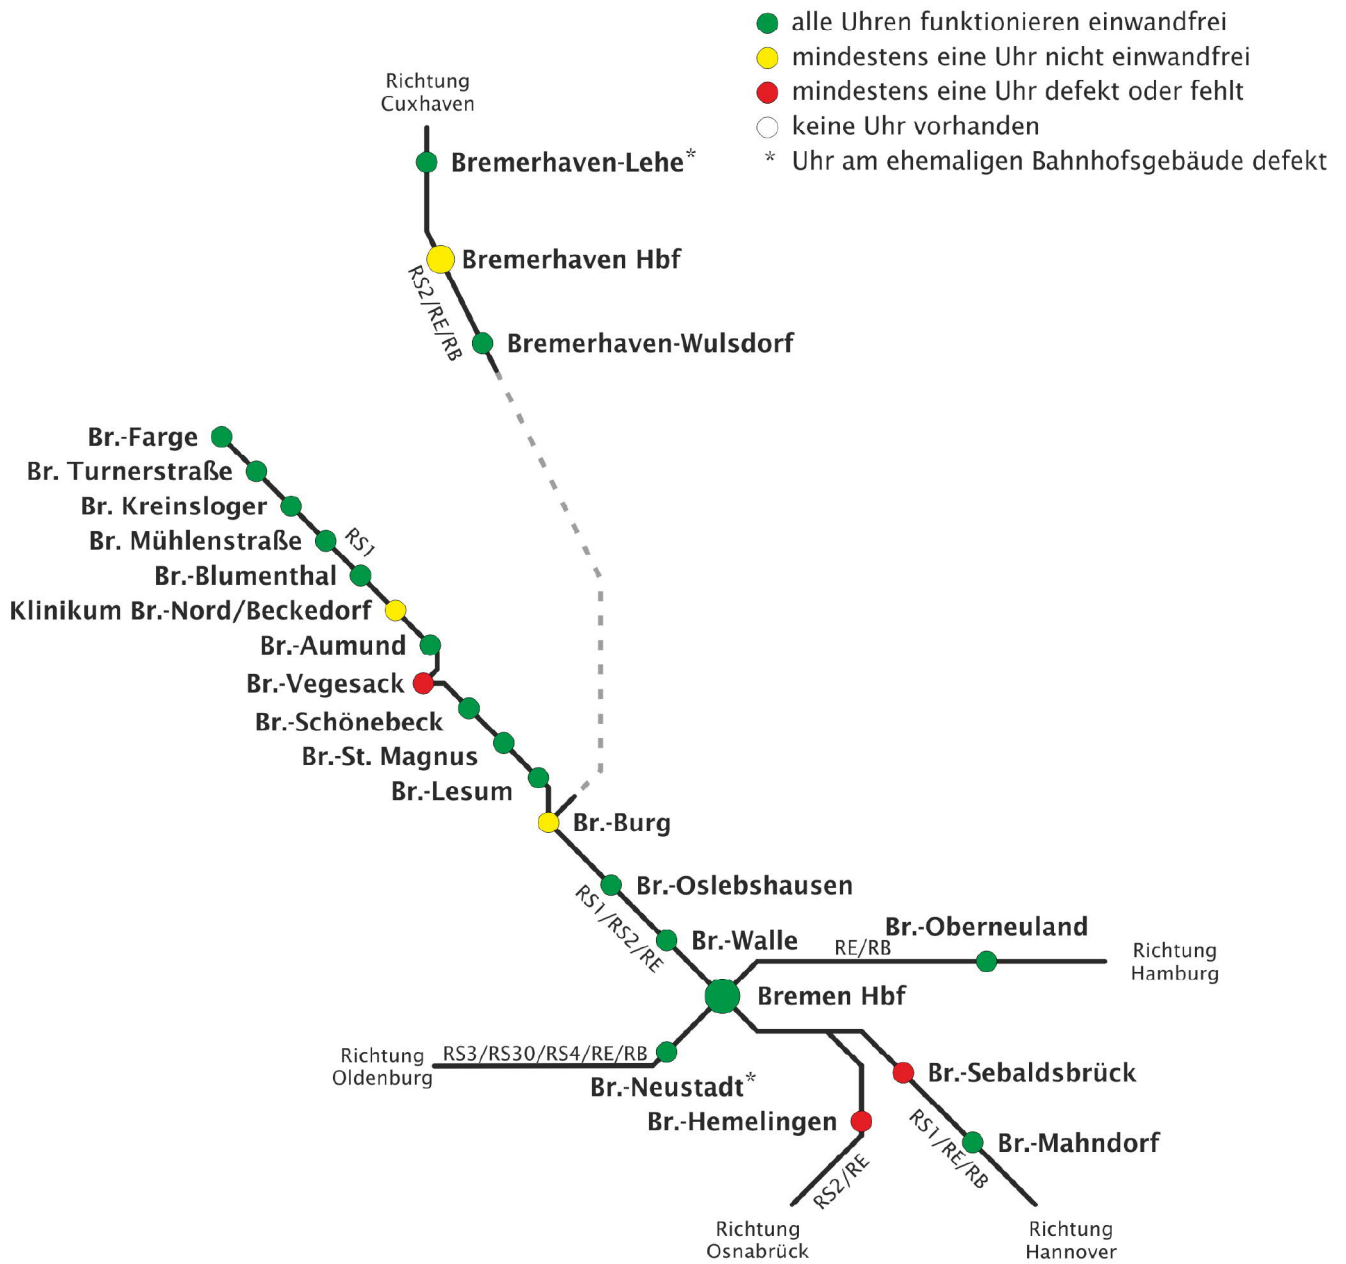 alle Uhren funktionieren einwandfrei
mindestens eine Uhr nicht einwandfrei
mindestens eine Uhr defekt oder fehlt
keine Uhr vorhanden
* Uhr am ehemaligen Bahnhofsgebäude defekt
Richtung
Cuxhaven
Bremerhaven-Lehe*
Bremerhaven Hbf
RS2/RE/RB
Bremerhaven-Wulsdorf
Br.-Farge
Br. Turnerstraße
Br. Kreinsloger
Br. Mühlenstraße
RS1
Br.-Blumenthal
Klinikum Br.-Nord/Beckedorf
Br.-Aumund
Br.-Vegesack
Br.-Schönebeck
Br.-St. Magnus
Br.-Lesum
Br.-Burg
Br.-Oslebshausen
RS1/RS2/RE
Br.-Walle
Br.-Oberneuland
RE/RB
Richtung
Hamburg
Bremen Hbf
Richtung
Oldenburg
RS3/RS30/RS4/RE/RB
Br.-Neustadt*
Br.-Sebaldsbrück
Br.-Hemelingen
RS1/RE/RB
Br.-Mahndorf
RS2/RE
Richtung
Osnabrück
Richtung
Hannover